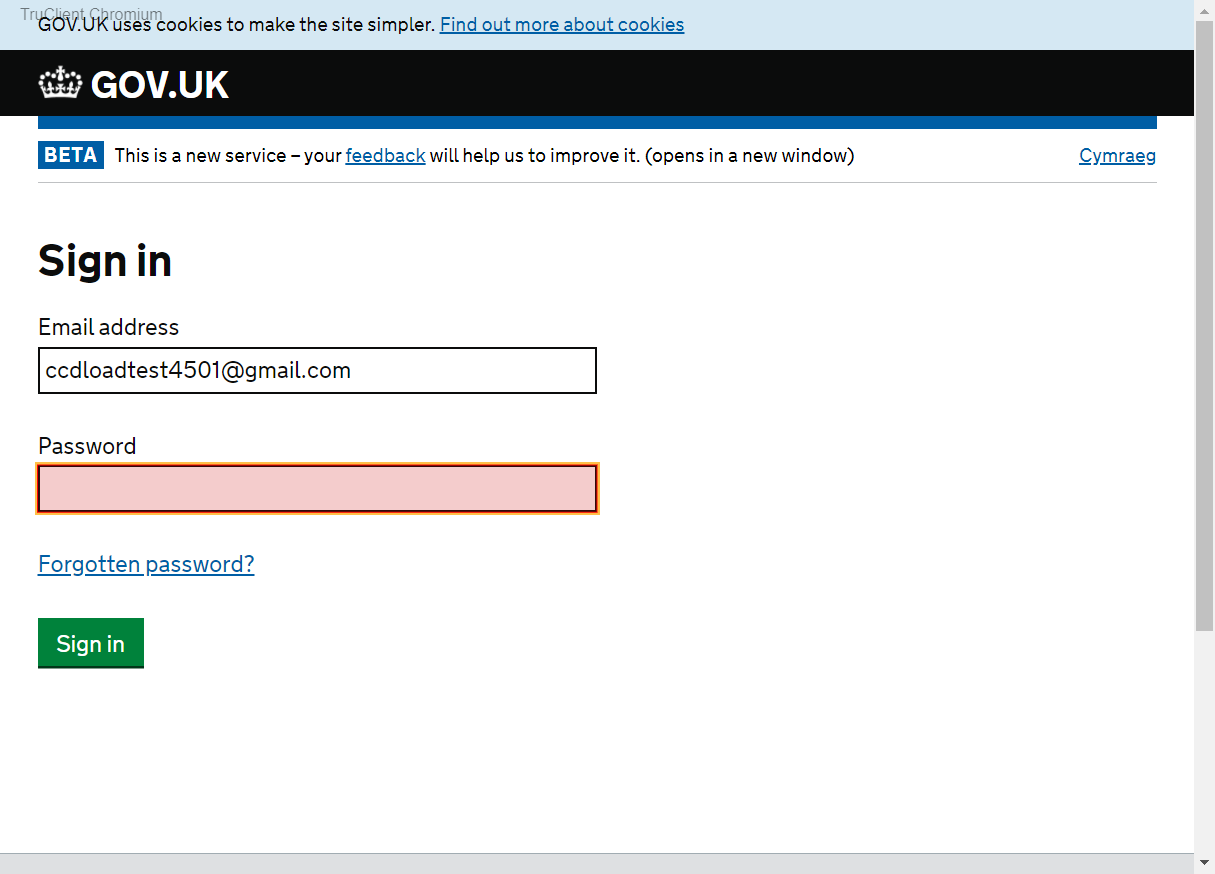 TruClient Chromium
GOV.UK uses cookies to make the site simpler. Find out more about cookies
GOV.UK
BETA This is a new service – your feedback will help us to improve it. (opens in a new window) Cymraeg
Sign in
Email address
ccdloadtest4501@gmail.com
Password
Forgotten password?
Sign in